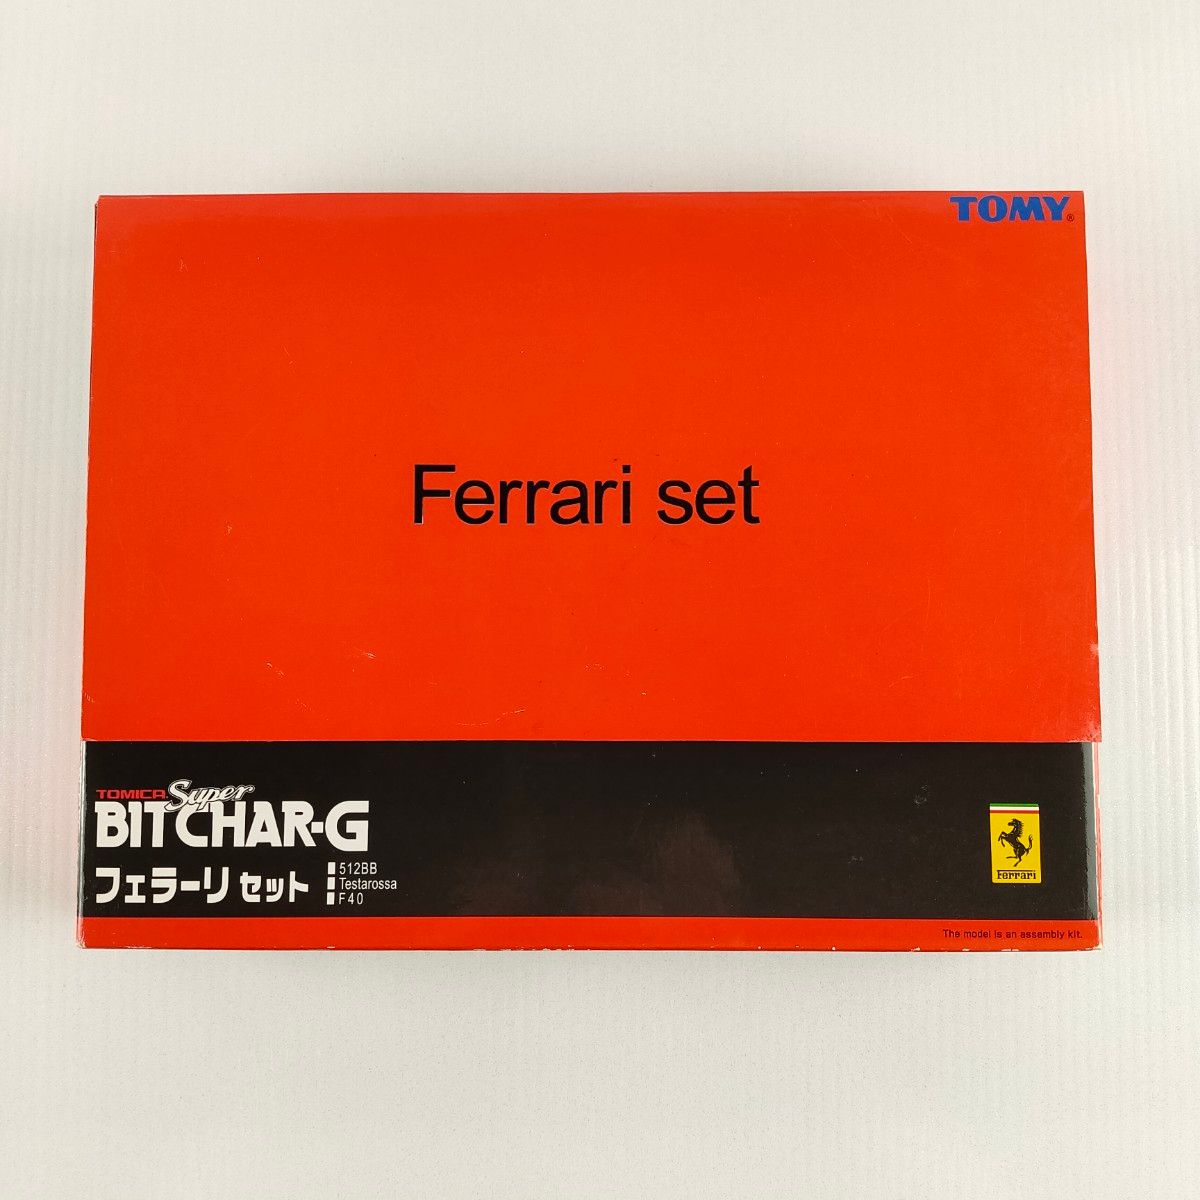 TOMY®
Ferrari set
TOMICA Super
BITCHAR-G
フェラーリ セット
512BB
Testarossa
F40
Ferrari
The model is an assembly kit.